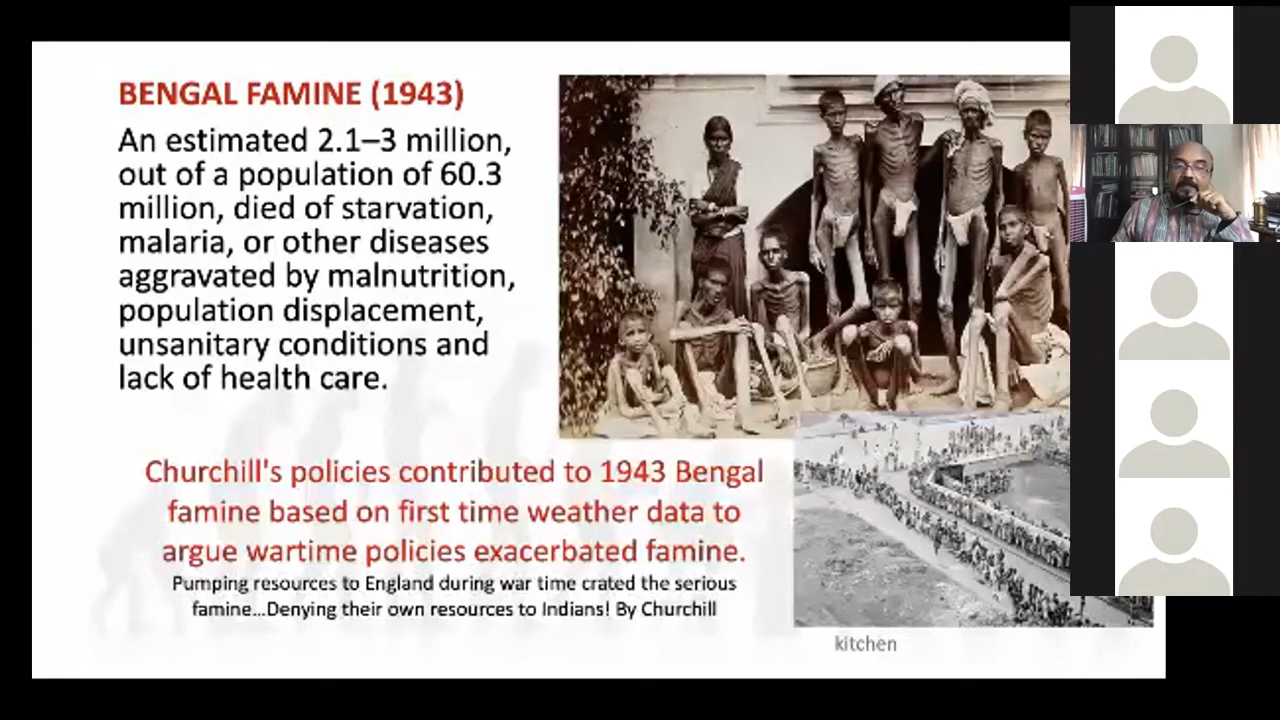 BENGAL FAMINE (1943)
An estimated 2.1–3 million,
out of a population of 60.3
million, died of starvation,
malaria, or other diseases
aggravated by malnutrition,
population displacement,
unsanitary conditions and
lack of health care.
Churchill's policies contributed to 1943 Bengal
famine based on first time weather data to
argue wartime policies exacerbated famine.
Pumping resources to England during war time crated the serious
famine...Denying their own resources to Indians! By Churchill
kitchen